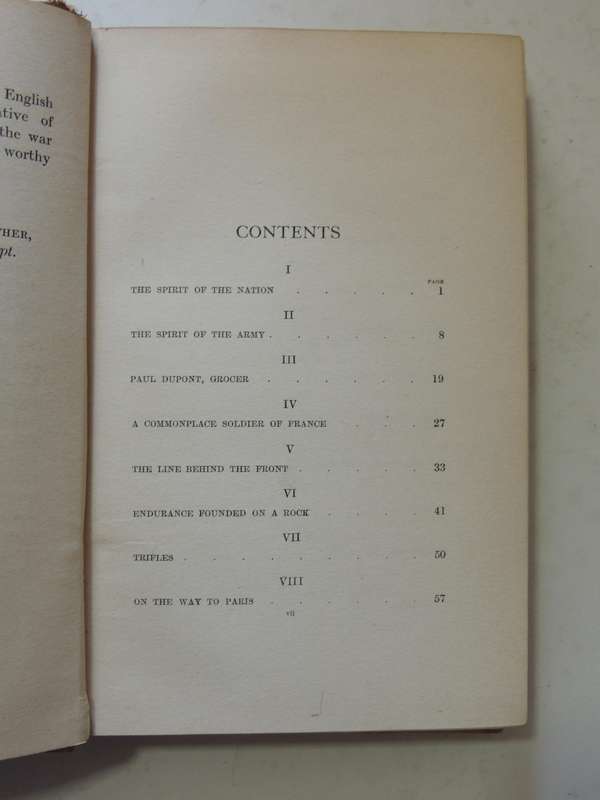 English
ative of
the war
worthy
THER,
pt.
CONTENTS
I
PAGE
THE SPIRIT OF THE NATION . . . . . 1
II
THE SPIRIT OF THE ARMY . . . . . . 8
III
PAUL DUPONT, GROCER . . . . . . 19
IV
A COMMONPLACE SOLDIER OF FRANCE . . . 27
V
THE LINE BEHIND THE FRONT . . . . . 33
VI
ENDURANCE FOUNDED ON A ROCK . . . . 41
VII
TRIFLES . . . . . . . . 50
VIII
ON THE WAY TO PARIS . . . . . . 57
vii